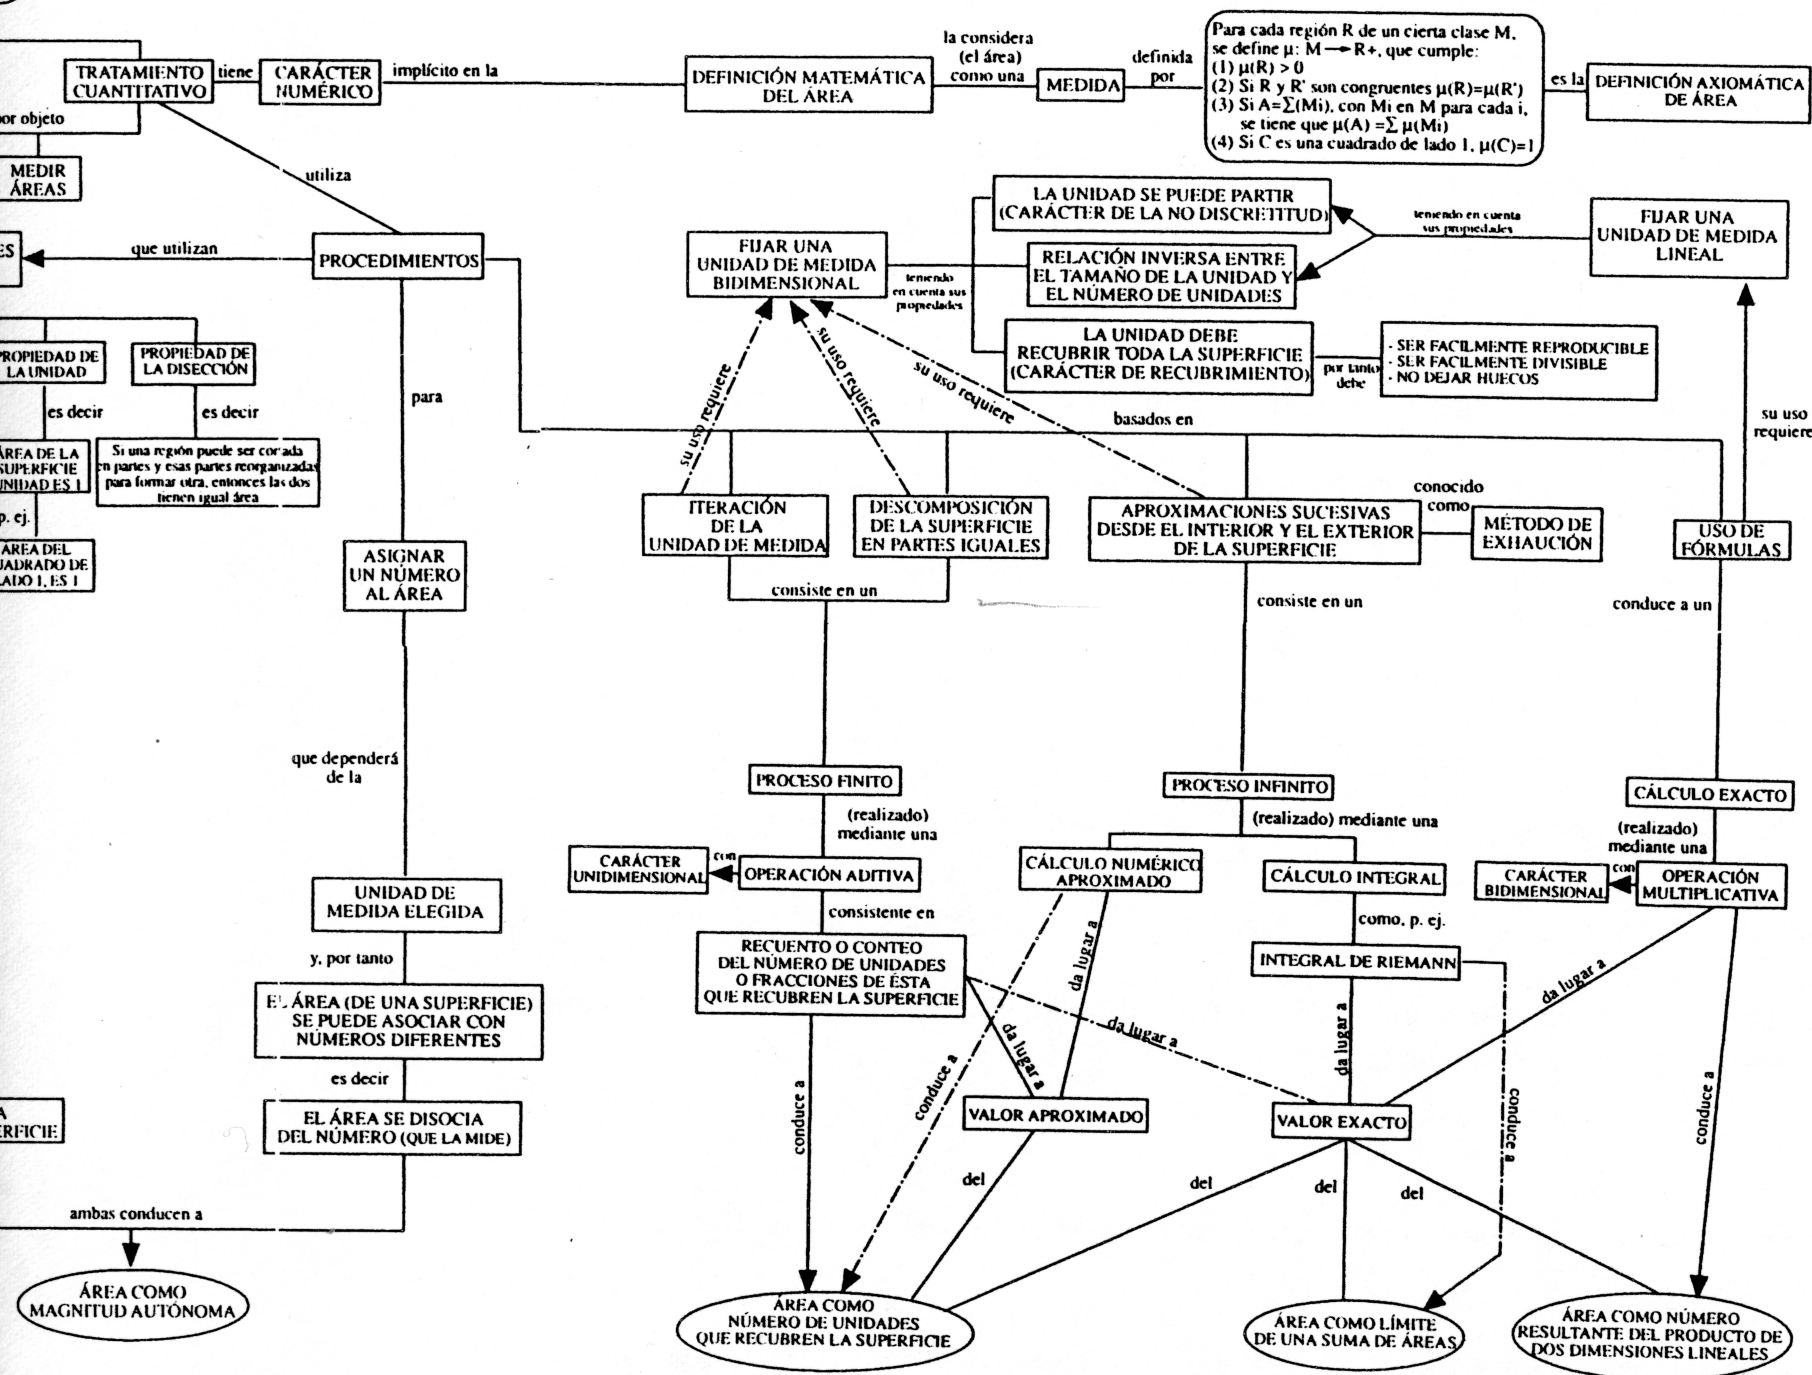 TRATAMIENTO
CUANTITATIVO
tiene
CARÁCTER
NUMÉRICO
implícito en la
DEFINICIÓN MATEMÁTICA
DEL ÁREA
la considera
(el área)
como una
MEDIDA
definida
por
Para cada región R de un cierta clase M,
se define μ: M → R+, que cumple:
(1) μ(R) > 0
(2) Si R y R' son congruentes μ(R)=μ(R')
(3) Si A=∑(Mi), con Mi en M para cada i,
se tiene que μ(A) =∑ μ(Mi)
(4) Si C es una cuadrado de lado 1, μ(C)=1
es la
DEFINICIÓN AXIOMÁTICA
DE ÁREA
por objeto
MEDIR
ÁREAS
utiliza
ES
que utilizan
PROCEDIMIENTOS
FIJAR UNA
UNIDAD DE MEDIDA
BIDIMENSIONAL
teniendo
en cuenta sus
propiedades
LA UNIDAD SE PUEDE PARTIR
(CARÁCTER DE LA NO DISCRETITUD)
RELACIÓN INVERSA ENTRE
EL TAMAÑO DE LA UNIDAD Y
EL NÚMERO DE UNIDADES
LA UNIDAD DEBE
RECUBRIR TODA LA SUPERFICIE
(CARÁCTER DE RECUBRIMIENTO)
por tanto
debe
- SER FACILMENTE REPRODUCIBLE
- SER FACILMENTE DIVISIBLE
- NO DEJAR HUECOS
teniendo en cuenta
sus propiedades
FIJAR UNA
UNIDAD DE MEDIDA
LINEAL
su uso
requiere
PROPIEDAD DE
LA UNIDAD
PROPIEDAD DE
LA DISECCIÓN
es decir
es decir
ÁREA DE LA
SUPERFICIE
UNIDAD ES 1
Si una región puede ser cortada
en partes y esas partes reorganizadas
para formar otra, entonces las dos
tienen igual área
p. ej.
ÁREA DEL
CUADRADO DE
LADO 1, ES 1
para
su uso requiere
su uso requiere
su uso requiere
basados en
ITERACIÓN
DE LA
UNIDAD DE MEDIDA
DESCOMPOSICIÓN
DE LA SUPERFICIE
EN PARTES IGUALES
APROXIMACIONES SUCESIVAS
DESDE EL INTERIOR Y EL EXTERIOR
DE LA SUPERFICIE
conocido
como
MÉTODO DE
EXHAUCIÓN
USO DE
FÓRMULAS
ASIGNAR
UN NÚMERO
AL ÁREA
consiste en un
consiste en un
conduce a un
que dependerá
de la
PROCESO FINITO
PROCESO INFINITO
CÁLCULO EXACTO
(realizado)
mediante una
(realizado) mediante una
(realizado)
mediante una
CARÁCTER
UNIDIMENSIONAL
con
OPERACIÓN ADITIVA
CÁLCULO NUMÉRICO
APROXIMADO
CÁLCULO INTEGRAL
CARÁCTER
BIDIMENSIONAL
con
OPERACIÓN
MULTIPLICATIVA
UNIDAD DE
MEDIDA ELEGIDA
consistente en
como, p. ej.
RECUENTO O CONTEO
DEL NÚMERO DE UNIDADES
O FRACCIONES DE ÉSTA
QUE RECUBREN LA SUPERFICIE
INTEGRAL DE RIEMANN
y, por tanto
EL ÁREA (DE UNA SUPERFICIE)
SE PUEDE ASOCIAR CON
NÚMEROS DIFERENTES
da lugar a
da lugar a
da lugar a
da lugar a
da lugar a
es decir
conduce a
conduce a
conduce a
conduce a
EL ÁREA SE DISOCIA
DEL NÚMERO (QUE LA MIDE)
A
ERFICIE
VALOR APROXIMADO
VALOR EXACTO
del
del
del
del
ambas conducen a
ÁREA COMO
MAGNITUD AUTÓNOMA
ÁREA COMO
NÚMERO DE UNIDADES
QUE RECUBREN LA SUPERFICIE
ÁREA COMO LÍMITE
DE UNA SUMA DE ÁREAS
ÁREA COMO NÚMERO
RESULTANTE DEL PRODUCTO DE
DOS DIMENSIONES LINEALES